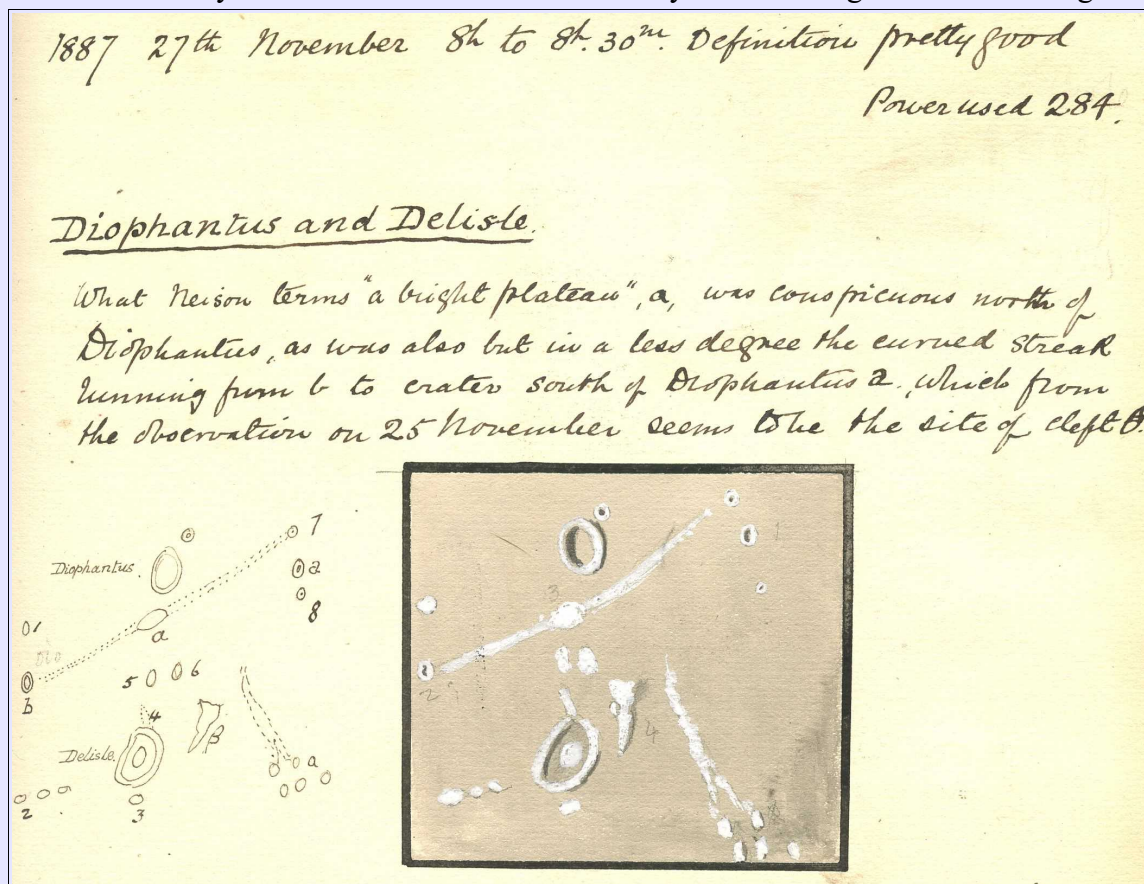 1887 27th November 8h to 8h.30m. Definition pretty good
Power used 284.
Diophantus and Delisle.
What Neison terms "a bright plateau", a, was conspicuous north of
Diophantus, as was also but in a less degree the curved streak
running from b to crater south of Diophantus a, which from
the observation on 25 November seems to be the site of cleft
Diophantus.
7
a
8
a
1
b
5
6
4
β
Delisle.
a
2
3
1
3
2
4